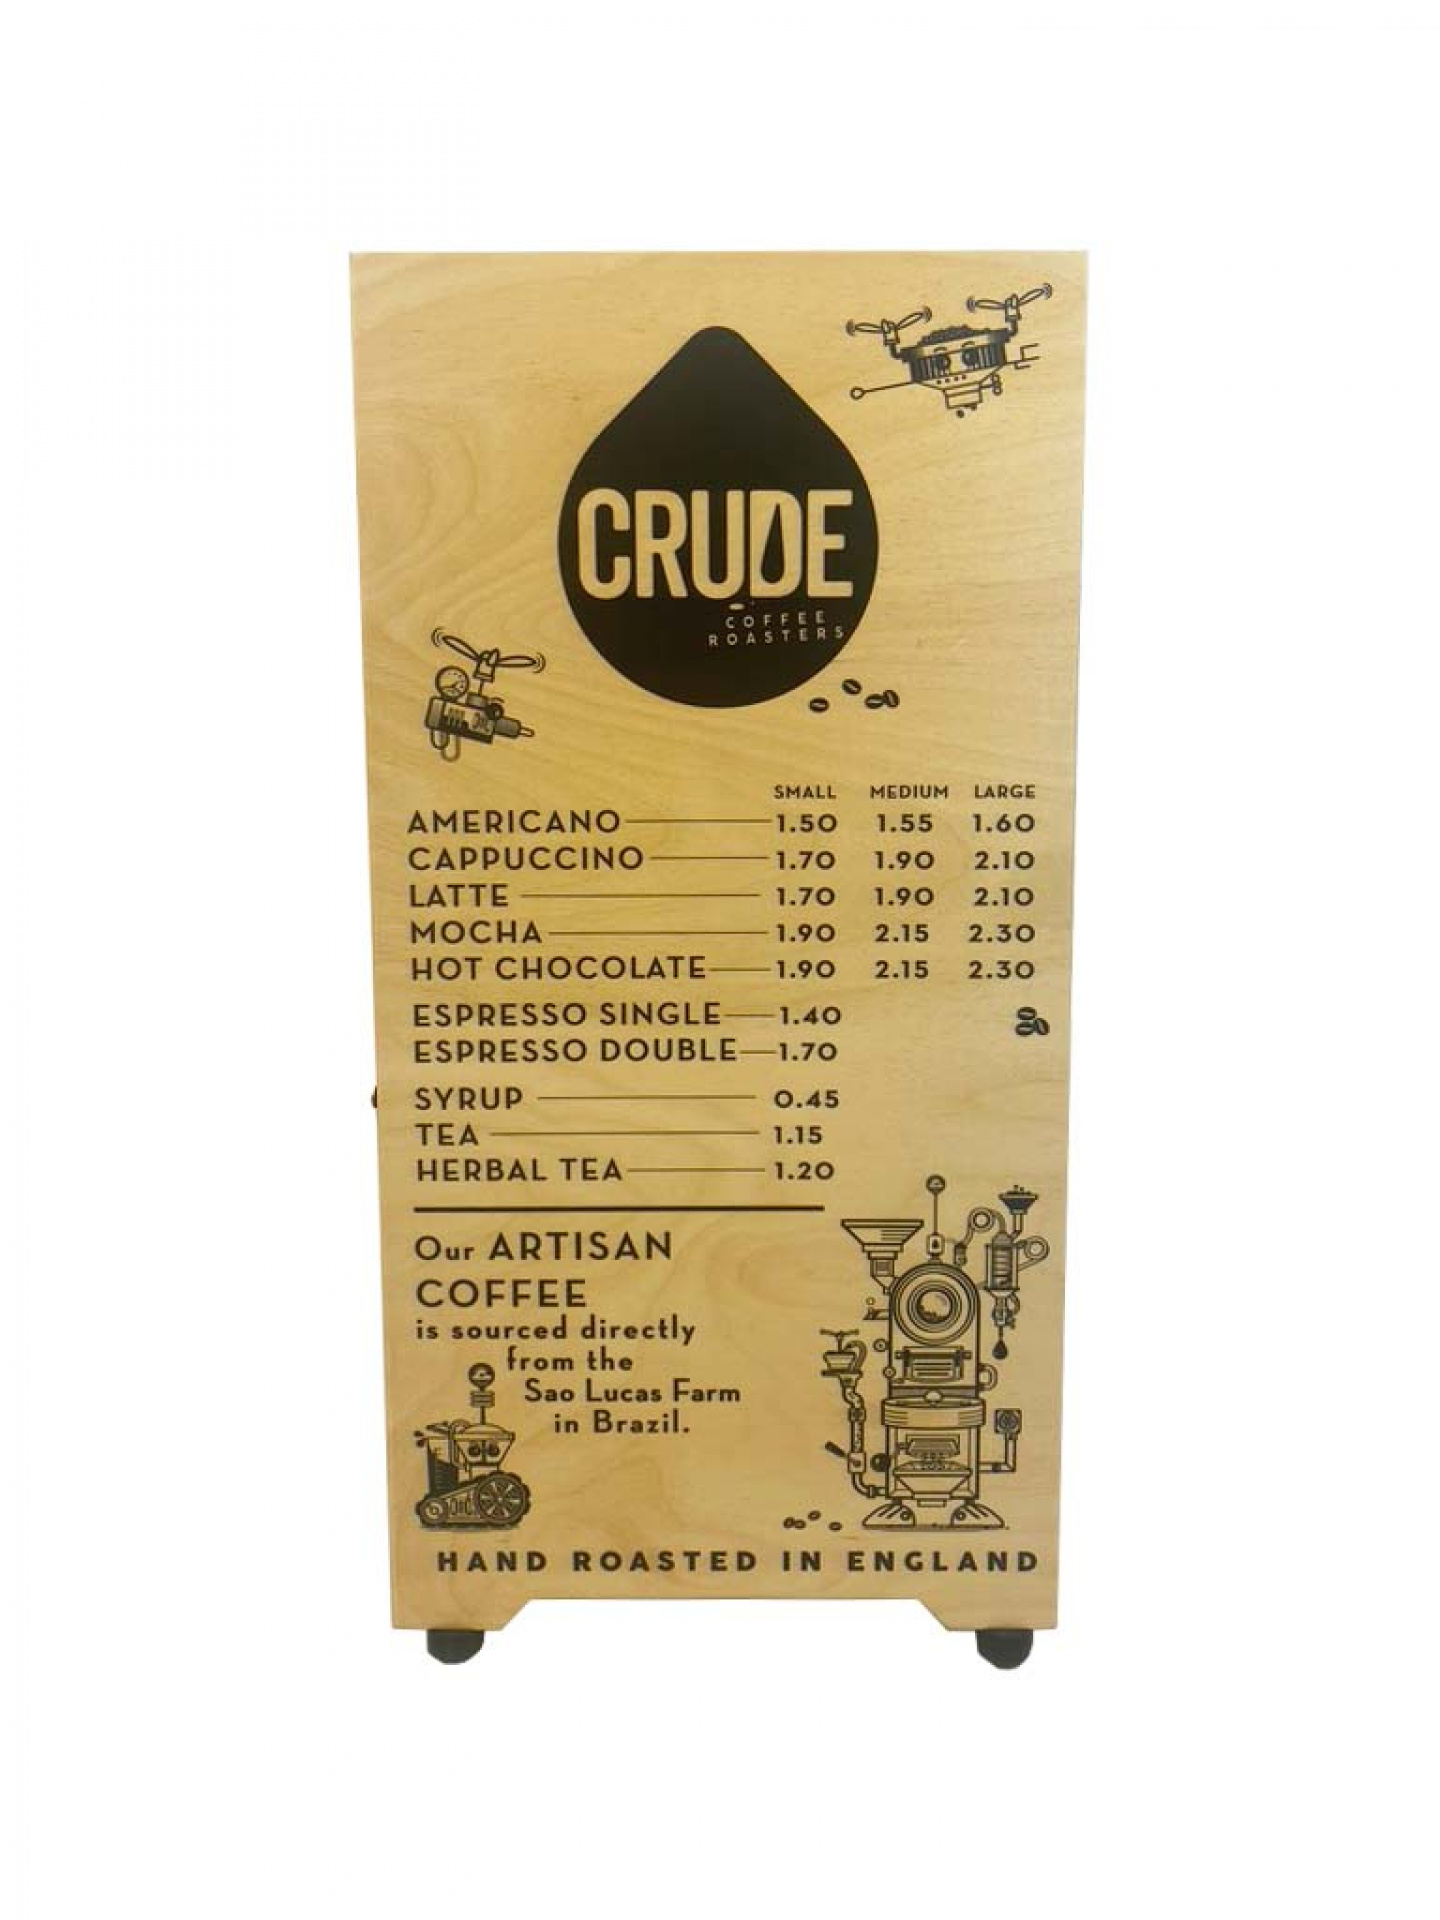 CRUDE
COFFEE
ROASTERS
SMALL MEDIUM LARGE
AMERICANO 1.50 1.55 1.60
CAPPUCCINO 1.70 1.90 2.10
LATTE 1.70 1.90 2.10
MOCHA 1.90 2.15 2.30
HOT CHOCOLATE 1.90 2.15 2.30
ESPRESSO SINGLE 1.40
ESPRESSO DOUBLE 1.70
SYRUP 0.45
TEA 1.15
HERBAL TEA 1.20
Our ARTISAN
COFFEE
is sourced directly
from the
Sao Lucas Farm
in Brazil.
HAND ROASTED IN ENGLAND